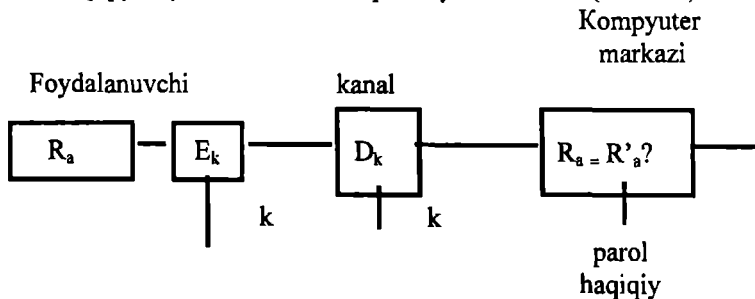 Kompyuter
markazi
Foydalanuvchi
kanal
Rₐ
Eₖ
Dₖ
Rₐ = R’ₐ?
k
k
parol
haqiqiy